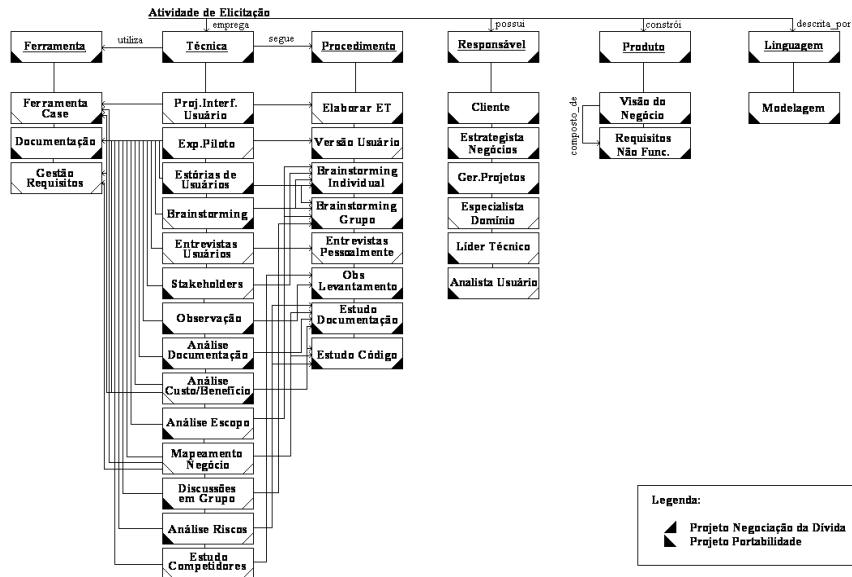 Atividade de Elicitação
emprega
possui
constrói
descrita_por
Ferramenta
utiliza
Técnica
segue
Procedimento
Responsável
Produto
Linguagem
Ferramenta
Case
Documentação
Gestão
Requisitos
Proj.Interf.
Usuário
Exp.Piloto
Estórias de
Usuários
Brainstorming
Entrevistas
Usuários
Stakeholders
Observação
Análise
Documentação
Análise
Custo/Benefício
Análise Escopo
Mapeamento
Negócio
Discussões
em Grupo
Análise Riscos
Estudo
Competidores
Elaborar ET
Versão Usuário
Brainstorming
Individual
Brainstorming
Grupo
Entrevistas
Pessoalmente
Obs
Levantamento
Estudo
Documentação
Estudo Código
Cliente
Estrategista
Negócios
Ger.Projetos
Especialista
Domínio
Líder Técnico
Analista Usuário
composto_de
Visão do
Negócio
Requisitos
Não Func.
Modelagem
Legenda:
Projeto Negociação da Dívida
Projeto Portabilidade